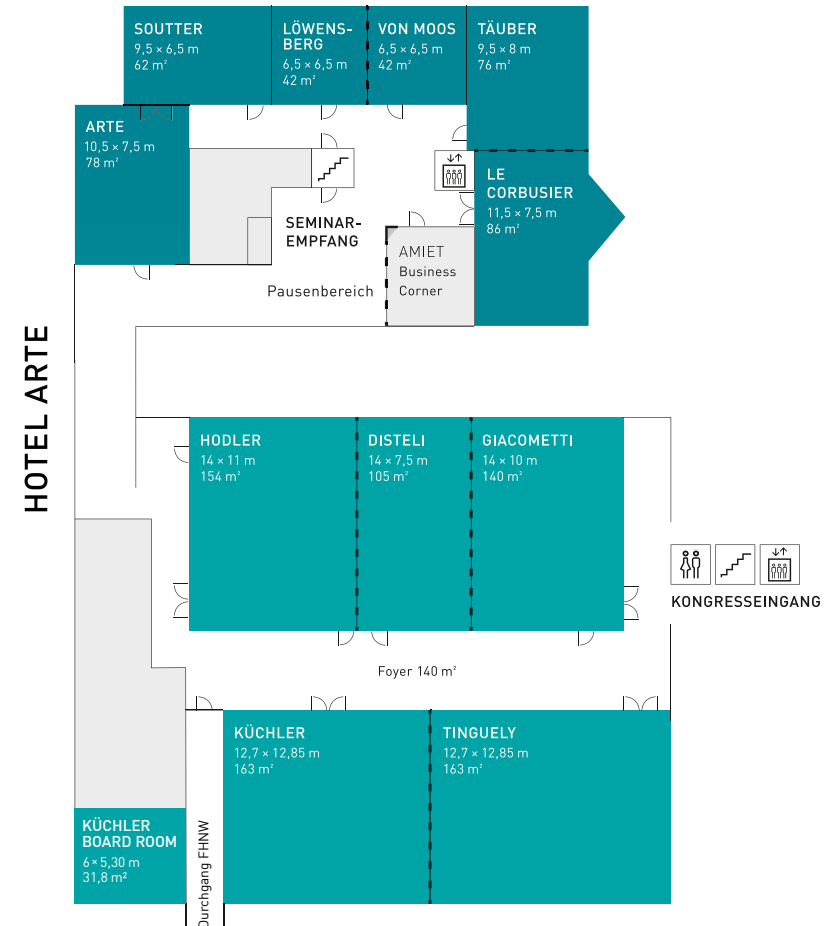 SOUTTER
9,5 × 6,5 m
62 m²
LÖWENS-
BERG
6,5 × 6,5 m
42 m²
VON MOOS
6,5 × 6,5 m
42 m²
TÄUBER
9,5 × 8 m
76 m²
ARTE
10,5 × 7,5 m
78 m²
LE
CORBUSIER
11,5 × 7,5 m
86 m²
SEMINAR-
EMPFANG
AMIET
Business
Corner
Pausenbereich
HOTEL ARTE
HODLER
14 × 11 m
154 m²
DISTELI
14 × 7,5 m
105 m²
GIACOMETTI
14 × 10 m
140 m²
KONGRESSEINGANG
Foyer 140 m²
KÜCHLER
12,7 × 12,85 m
163 m²
TINGUELY
12,7 × 12,85 m
163 m²
KÜCHLER
BOARD ROOM
6 × 5,30 m
31,8 m²
Durchgang FHNW